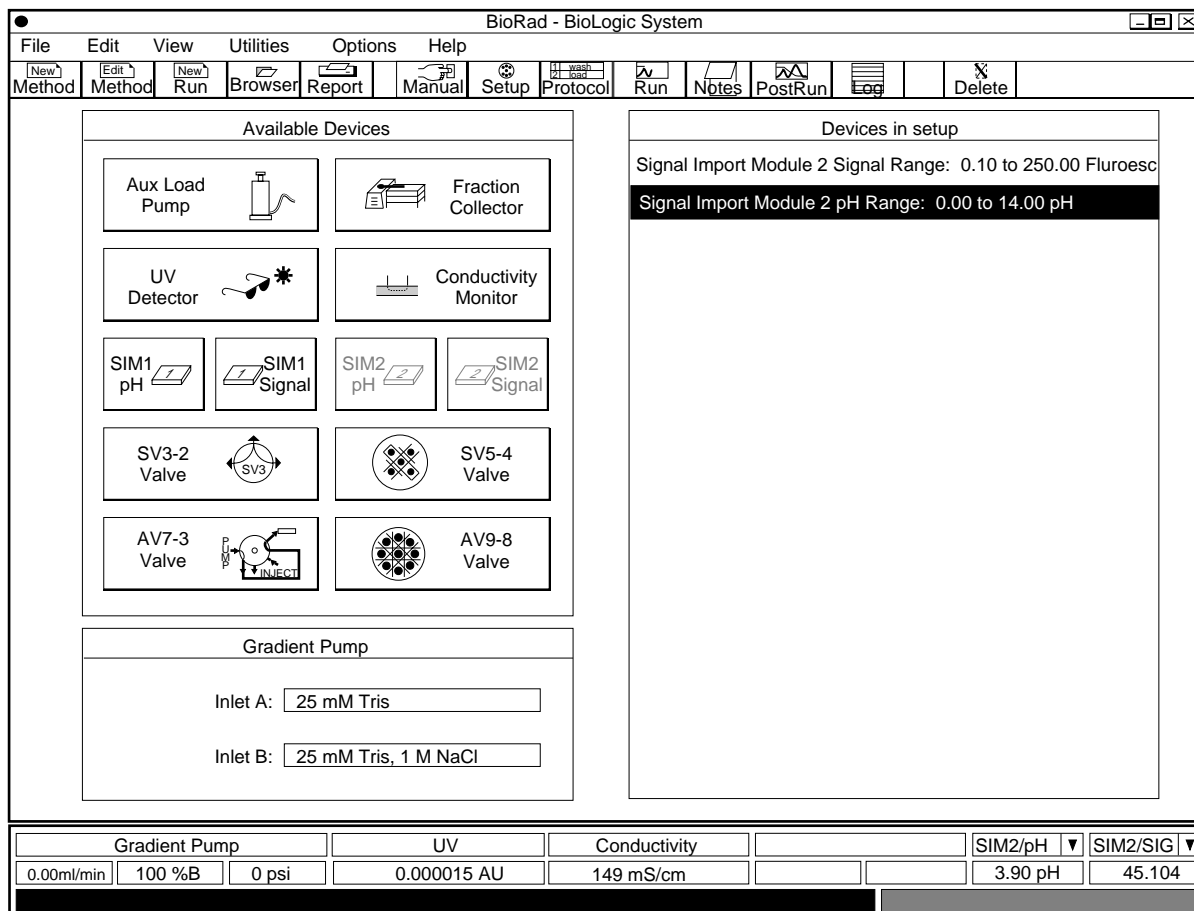 BioRad - BioLogic System
File Edit View Utilities Options Help
New Edit New 1 wash
2 load
Method Method Run Browser Report Manual Setup Protocol Run Notes PostRun Log Delete
Available Devices
Aux Load
Pump
Fraction
Collector
UV
Detector
Conductivity
Monitor
SIM1
pH
1
1
SIM1
Signal
SIM2
pH
2
2
SIM2
Signal
SV3-2
Valve
SV3
SV5-4
Valve
AV7-3
Valve
PUMP
INJECT
AV9-8
Valve
Gradient Pump
Inlet A: 25 mM Tris
Inlet B: 25 mM Tris, 1 M NaCl
Devices in setup
Signal Import Module 2 Signal Range: 0.10 to 250.00 Fluroesc
Signal Import Module 2 pH Range: 0.00 to 14.00 pH
Gradient Pump UV Conductivity SIM2/pH SIM2/SIG
0.00ml/min 100 %B 0 psi 0.000015 AU 149 mS/cm 3.90 pH 45.104